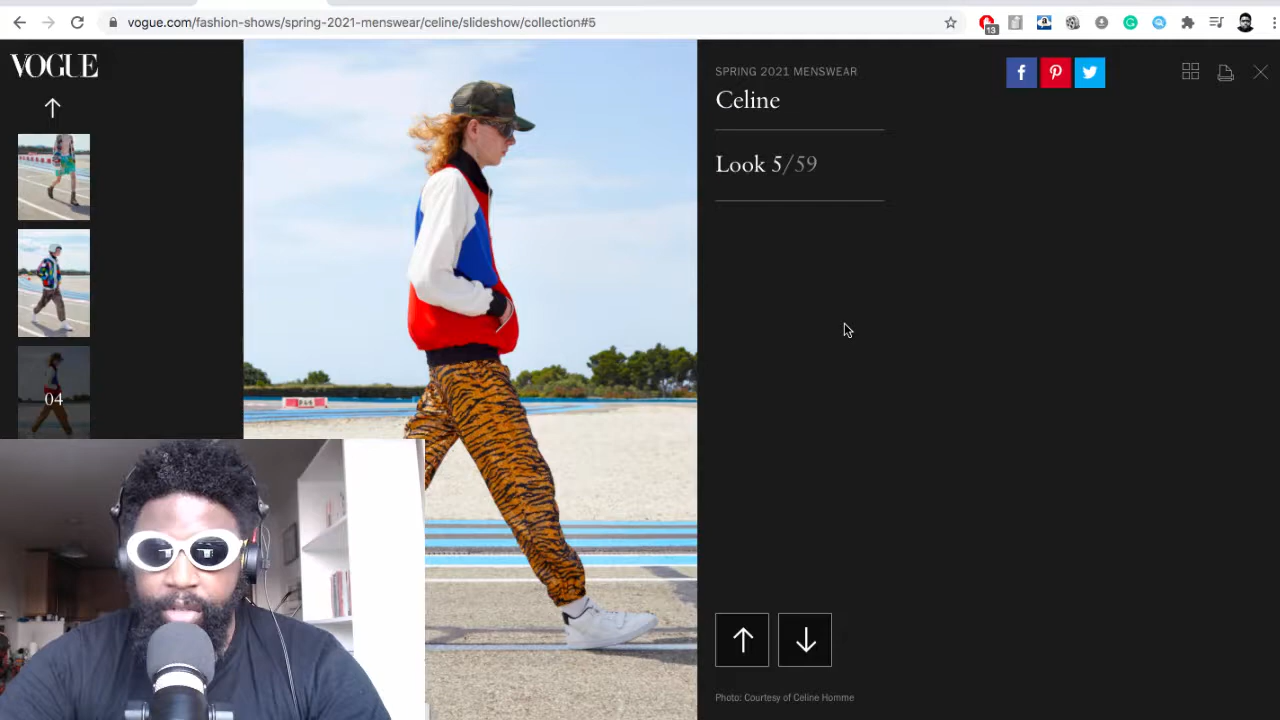 vogue.com/fashion-shows/spring-2021-menswear/celine/slideshow/collection#5
13
VOGUE
SPRING 2021 MENSWEAR
Celine
Look 5/59
04
Photo: Courtesy of Celine Homme